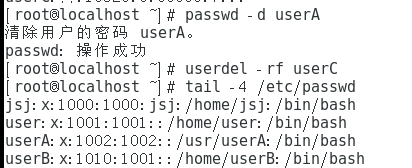 [root@localhost ~]# passwd -d userA
清除用户的密码 userA。
passwd: 操作成功
[root@localhost ~]# userdel -rf userC
[root@localhost ~]# tail -4 /etc/passwd
jsj:x:1000:1000:jsj:/home/jsj:/bin/bash
user:x:1001:1001::/home/user:/bin/bash
userA:x:1002:1002::/usr/userA:/bin/bash
userB:x:1010:1001::/home/userB:/bin/bash